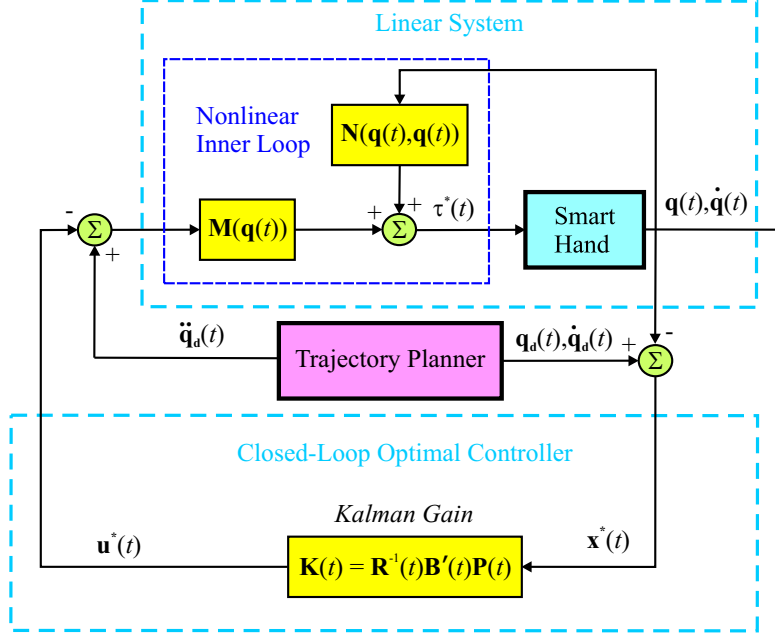 Linear System
Nonlinear
Inner Loop
N(q(t),q(t))
-
Σ
+
M(q(t))
+
+
Σ
τ*(t)
Smart
Hand
q(t),q̇(t)
q̈d(t)
Trajectory Planner
qd(t),q̇d(t)
+
-
Σ
Closed-Loop Optimal Controller
Kalman Gain
u*(t)
K(t) = R⁻¹(t)B′(t)P(t)
x*(t)